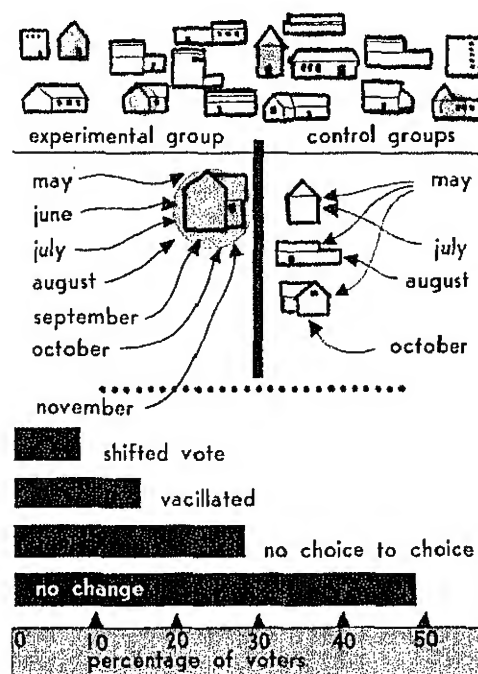 experimental group
control groups
may
june
july
august
september
october
november
may
july
august
october
shifted vote
vacillated
no choice to choice
no change
0 10 20 30 40 50
percentage of voters